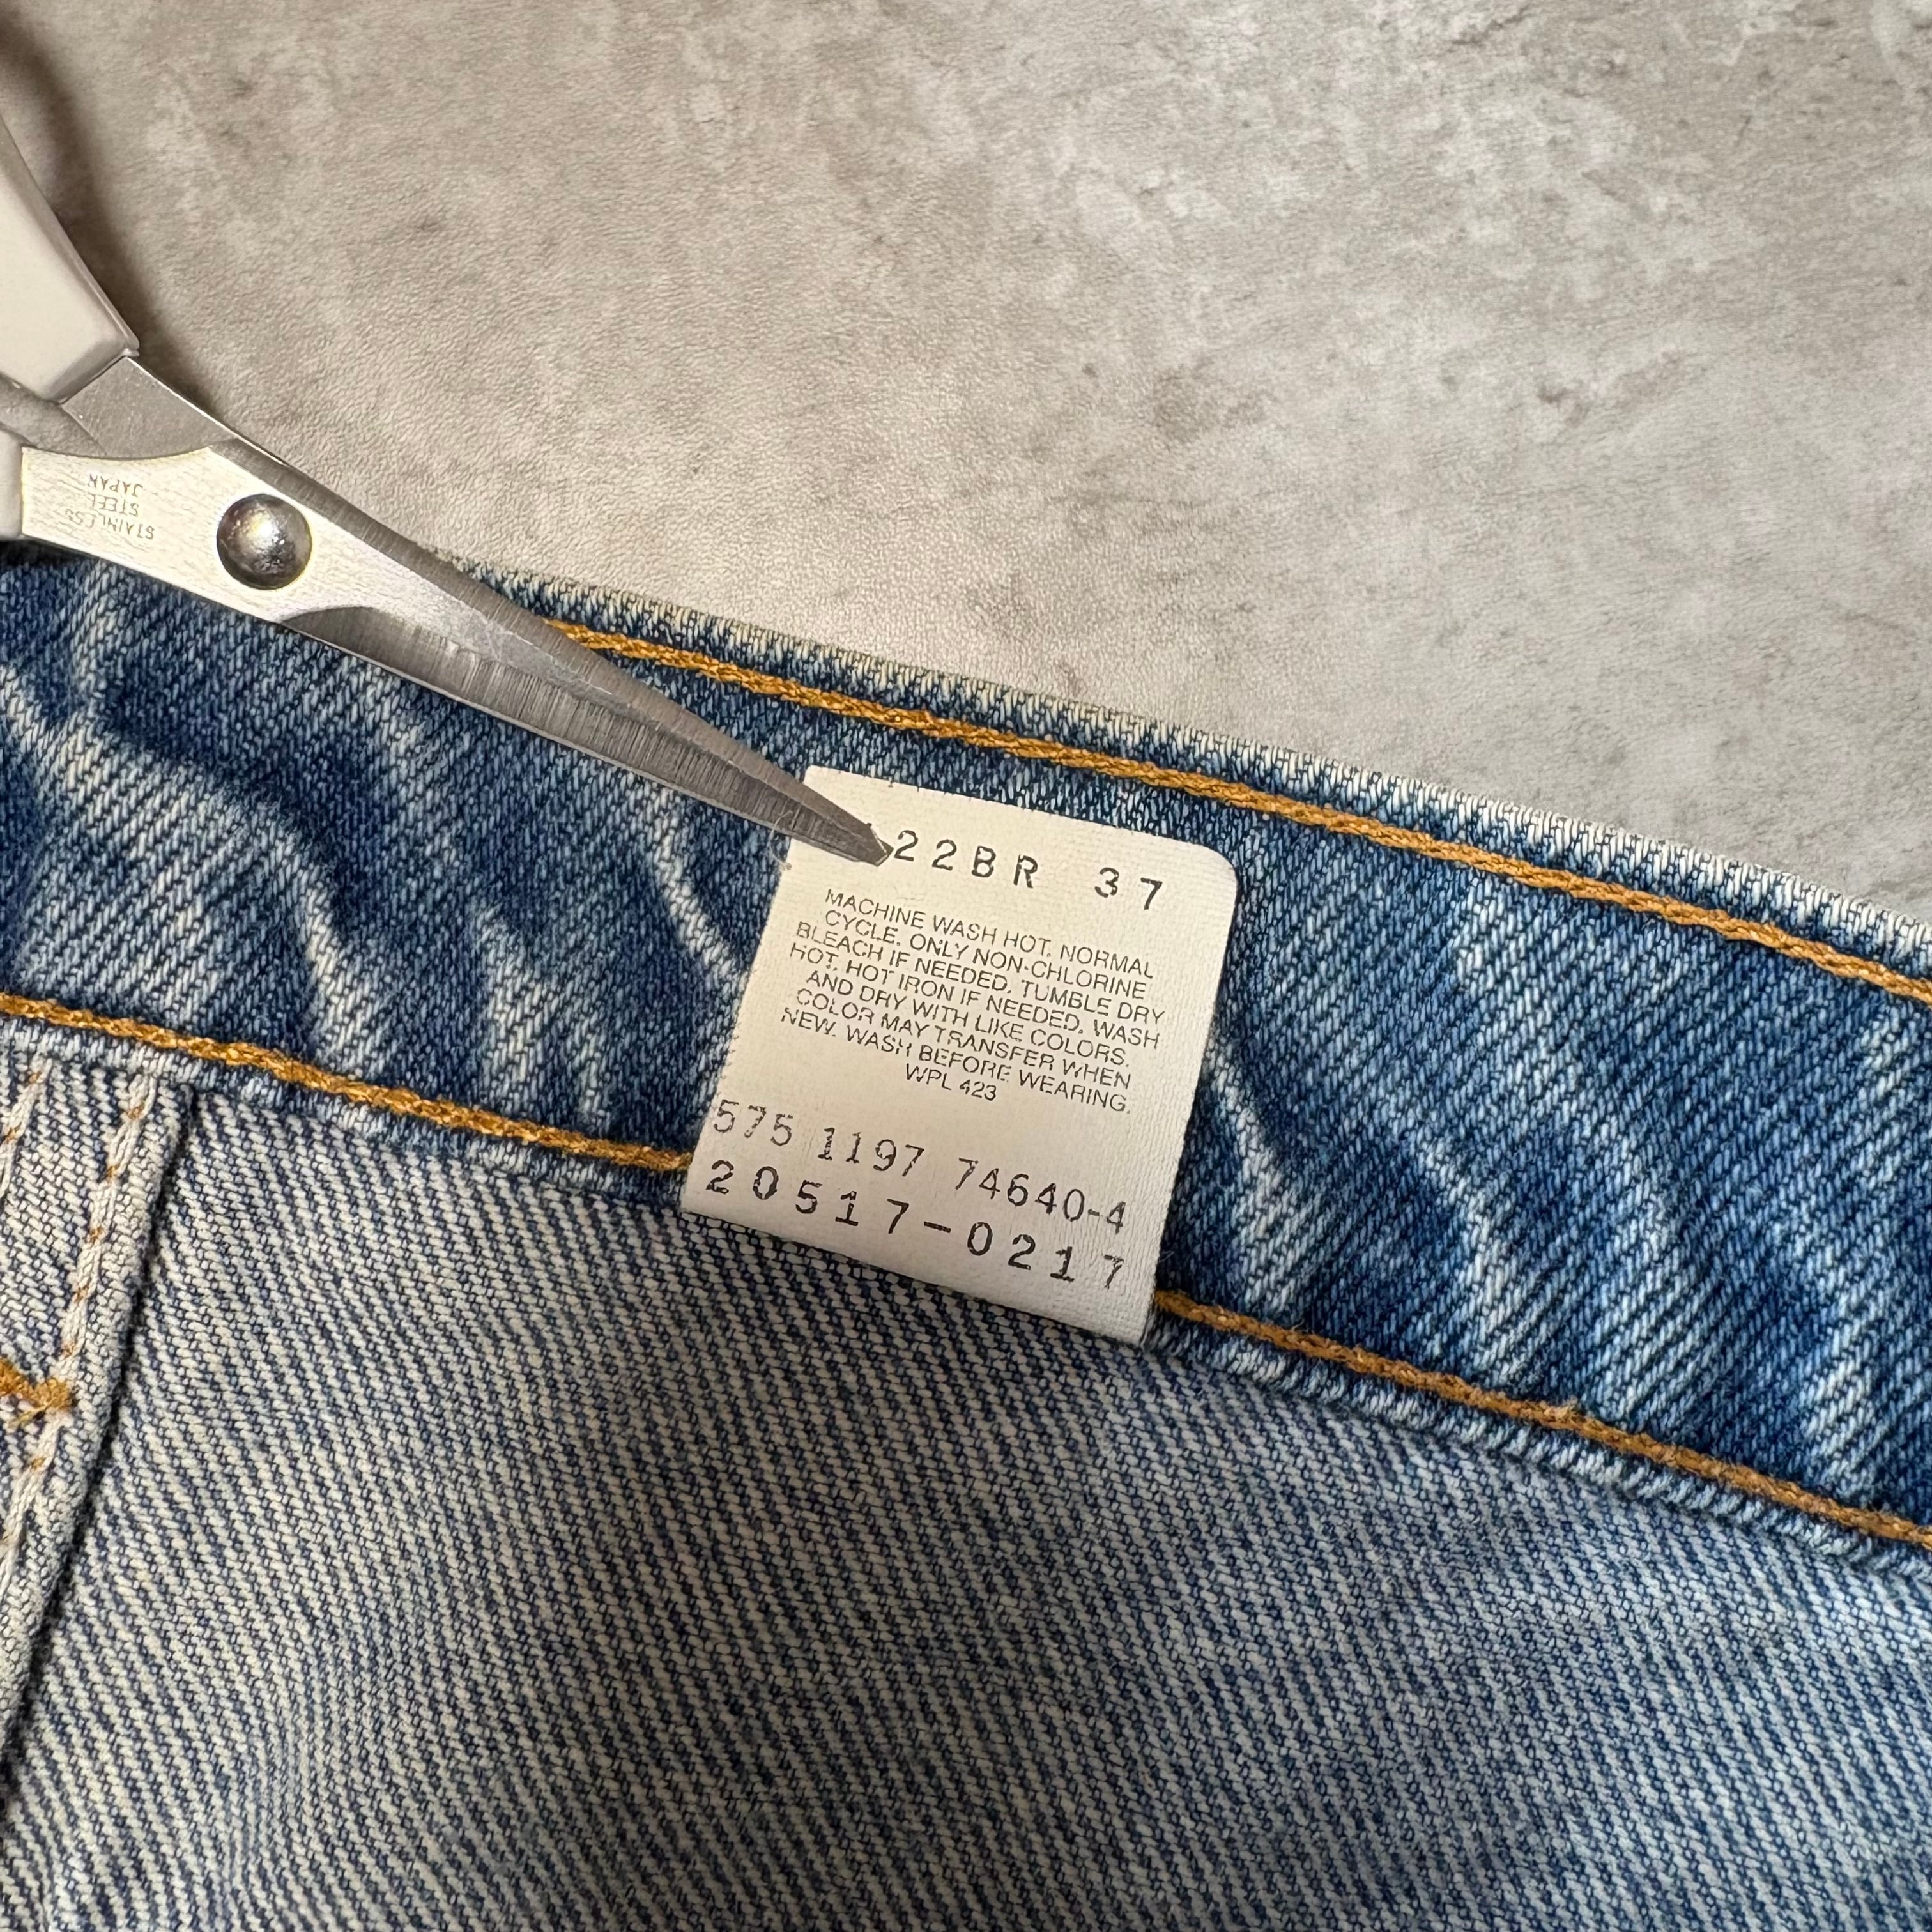 STAINLESS
STEEL
JAPAN
22BR 37
MACHINE WASH HOT. NORMAL
CYCLE. ONLY NON-CHLORINE
BLEACH IF NEEDED. TUMBLE DRY
HOT. HOT IRON IF NEEDED. WASH
AND DRY WITH LIKE COLORS.
COLOR MAY TRANSFER WHEN
NEW. WASH BEFORE WEARING.
WPL 423
575 1197 74640-4
20517-0217